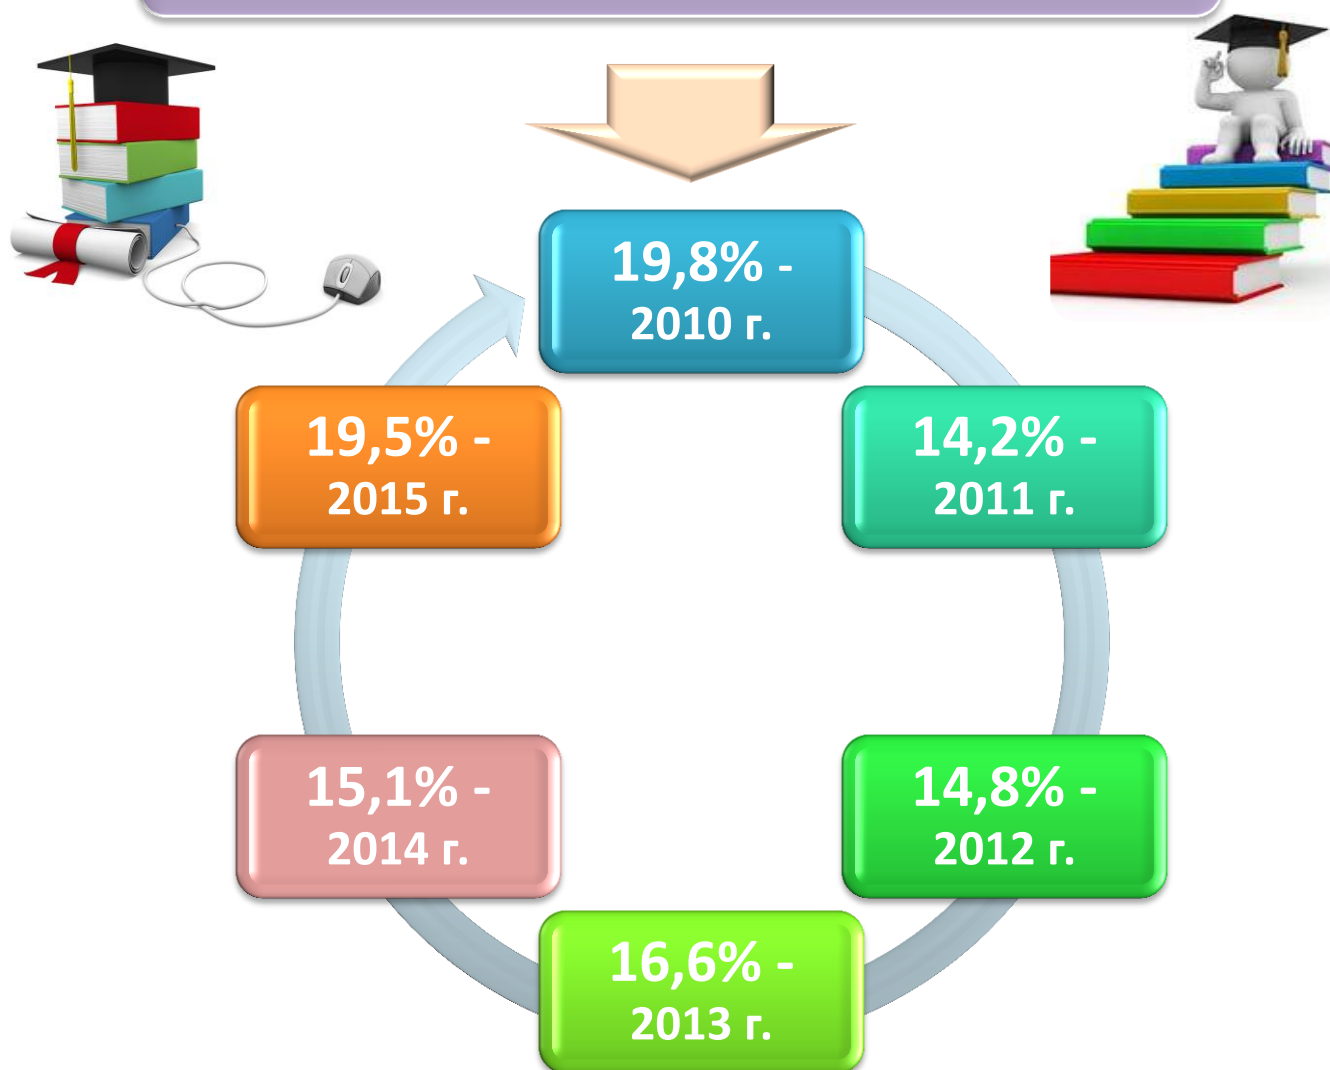 19,8% -
2010 г.
14,2% -
2011 г.
14,8% -
2012 г.
16,6% -
2013 г.
15,1% -
2014 г.
19,5% -
2015 г.